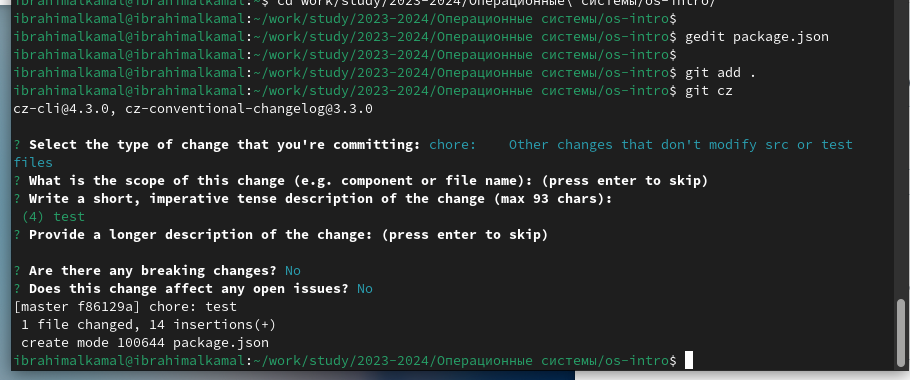 ibrahimalkamal@ibrahimalkamal:~$ cd work/study/2023-2024/Операционные\ системы/os-intro/
ibrahimalkamal@ibrahimalkamal:~/work/study/2023-2024/Операционные системы/os-intro$
ibrahimalkamal@ibrahimalkamal:~/work/study/2023-2024/Операционные системы/os-intro$ gedit package.json
ibrahimalkamal@ibrahimalkamal:~/work/study/2023-2024/Операционные системы/os-intro$
ibrahimalkamal@ibrahimalkamal:~/work/study/2023-2024/Операционные системы/os-intro$ git add .
ibrahimalkamal@ibrahimalkamal:~/work/study/2023-2024/Операционные системы/os-intro$ git cz
cz-cli@4.3.0, cz-conventional-changelog@3.3.0
? Select the type of change that you're committing: chore:    Other changes that don't modify src or test
files
? What is the scope of this change (e.g. component or file name): (press enter to skip)
? Write a short, imperative tense description of the change (max 93 chars):
(4) test
? Provide a longer description of the change: (press enter to skip)
? Are there any breaking changes? No
? Does this change affect any open issues? No
[master f86129a] chore: test
1 file changed, 14 insertions(+)
create mode 100644 package.json
ibrahimalkamal@ibrahimalkamal:~/work/study/2023-2024/Операционные системы/os-intro$